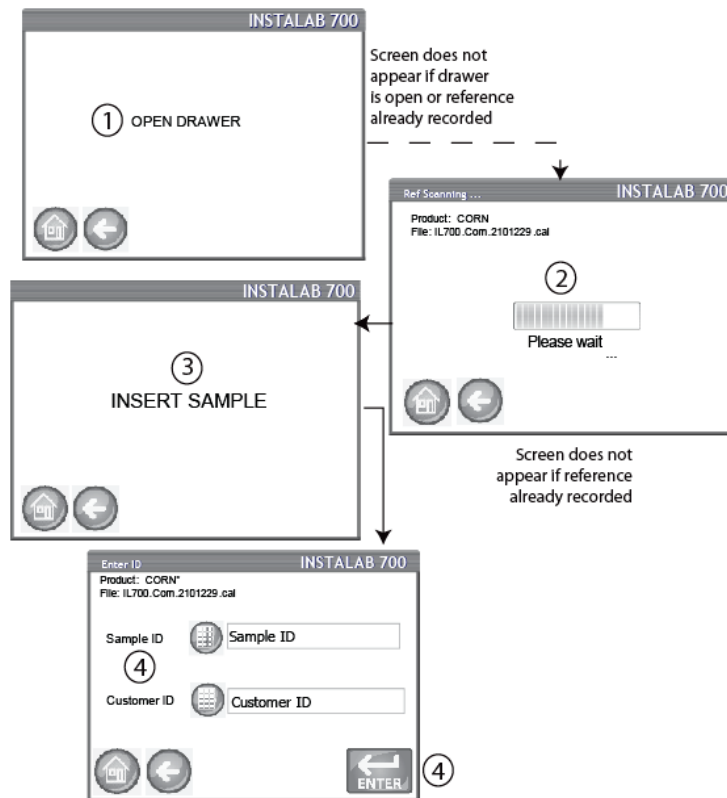 INSTALAB 700
Screen does not
appear if drawer
is open or reference
already recorded
1 OPEN DRAWER
Ref Scanning ... INSTALAB 700
Product: CORN
File: IL700.Com.2101229.cal
2
Please wait
...
Screen does not
appear if reference
already recorded
INSTALAB 700
3
INSERT SAMPLE
Enter ID INSTALAB 700
Product: CORN"
File: IL700.Com.2101229.cal
Sample ID Sample ID
4
Customer ID Customer ID
ENTER 4